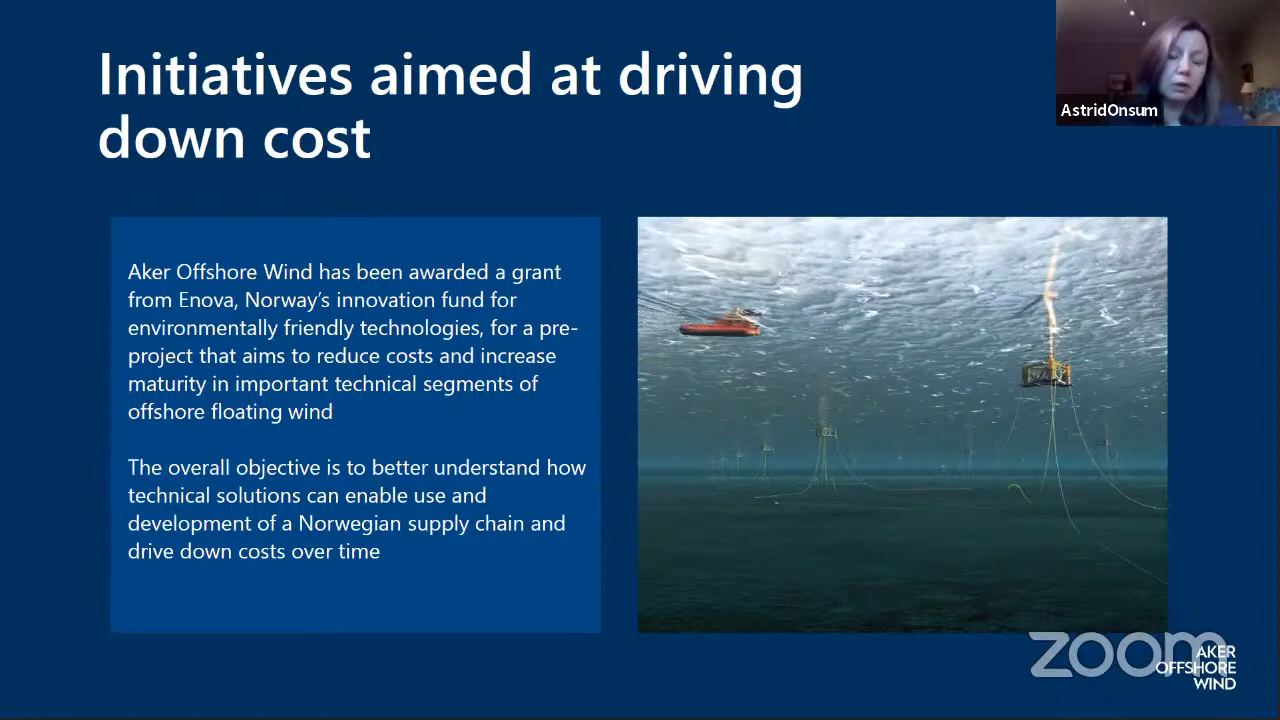 Initiatives aimed at driving
down cost
AstridOnsum
Aker Offshore Wind has been awarded a grant
from Enova, Norway’s innovation fund for
environmentally friendly technologies, for a pre-
project that aims to reduce costs and increase
maturity in important technical segments of
offshore floating wind
The overall objective is to better understand how
technical solutions can enable use and
development of a Norwegian supply chain and
drive down costs over time
zoom
AKER
OFFSHORE
WIND